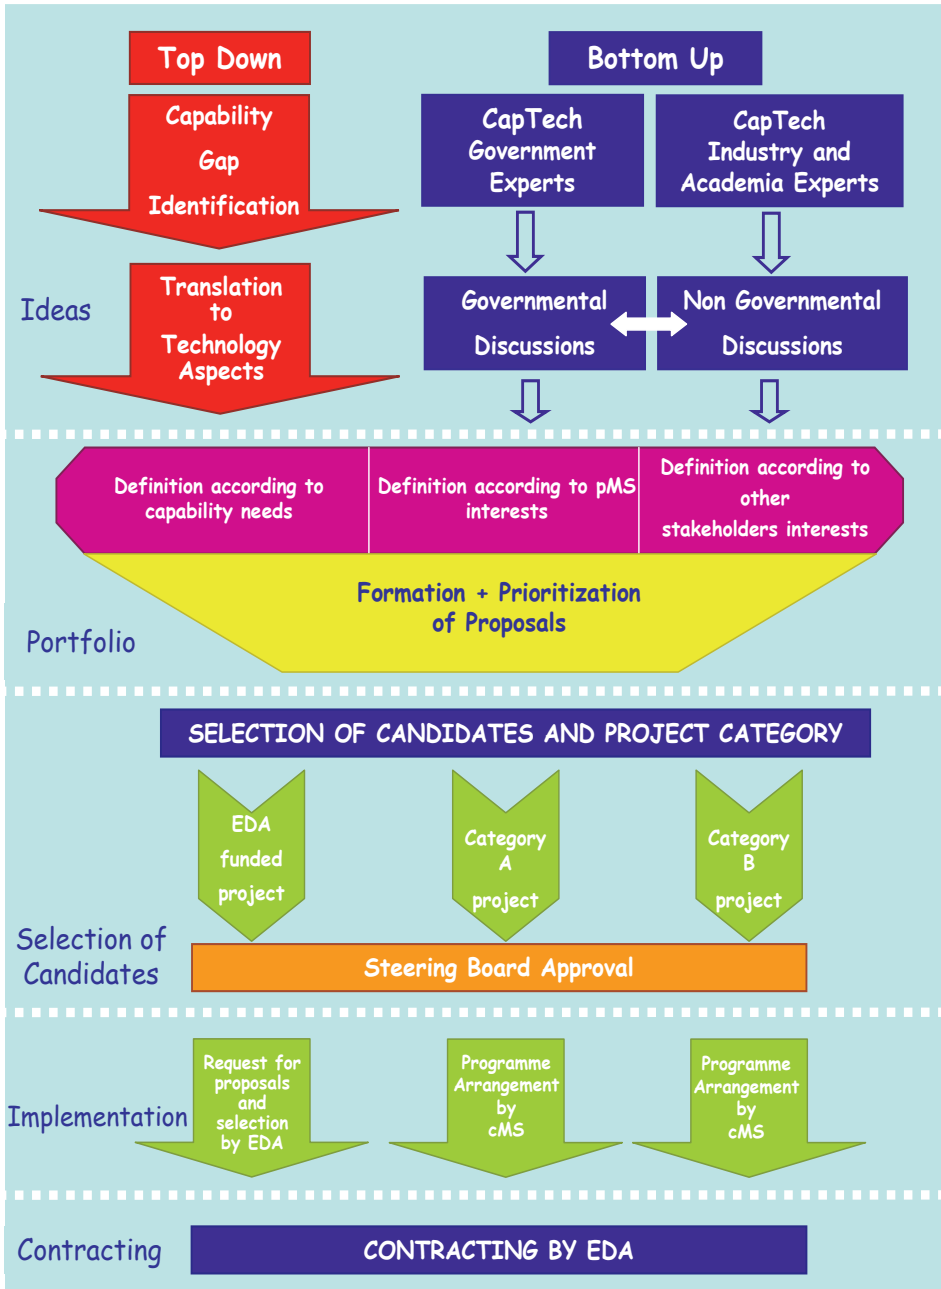 Top Down
Bottom Up
Capability
Gap
Identification
CapTech
Government
Experts
CapTech
Industry and
Academia Experts
Ideas
Translation
to
Technology
Aspects
Governmental
Discussions
Non Governmental
Discussions
Definition according to
capability needs
Definition according to pMS
interests
Definition according to
other
stakeholders interests
Formation + Prioritization
of Proposals
Portfolio
SELECTION OF CANDIDATES AND PROJECT CATEGORY
EDA
funded
project
Category
A
project
Category
B
project
Selection of
Candidates
Steering Board Approval
Implementation
Request for
proposals
and
selection
by EDA
Programme
Arrangement
by
cMS
Programme
Arrangement
by
cMS
Contracting
CONTRACTING BY EDA